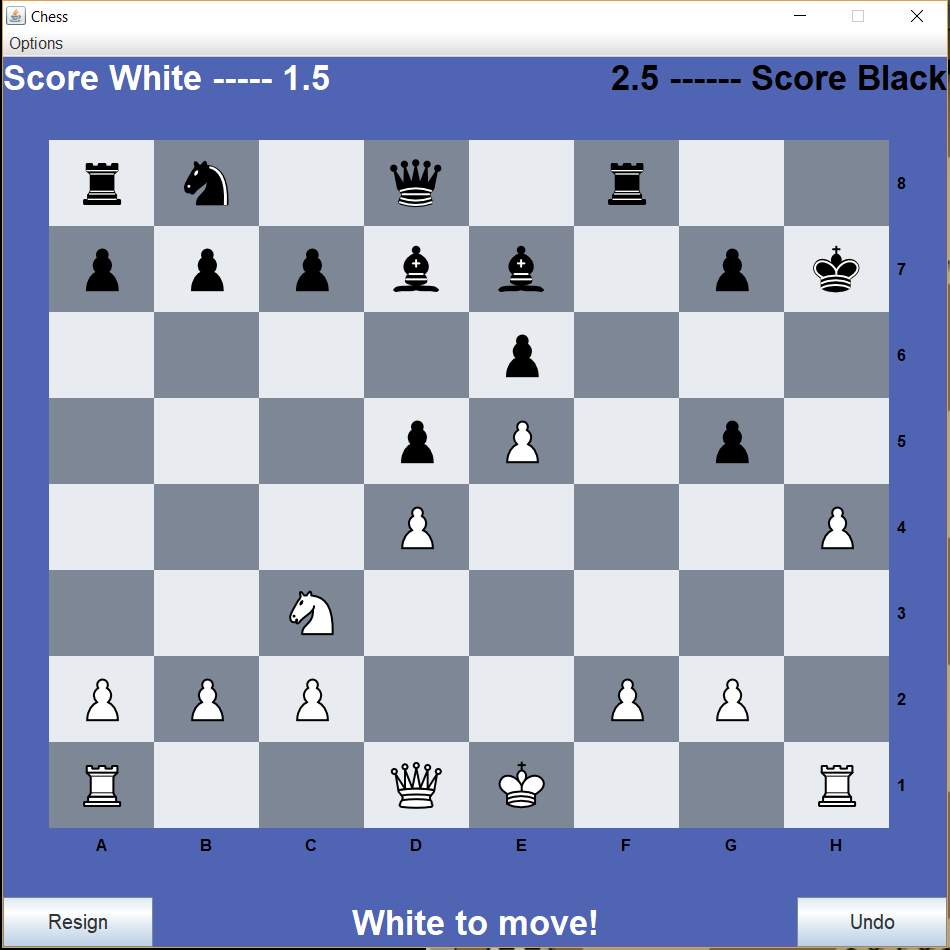 Chess
Options
Score White ----- 1.5
2.5 ------ Score Black
8
7
6
5
4
3
2
1
A B C D E F G H
Resign
White to move!
Undo